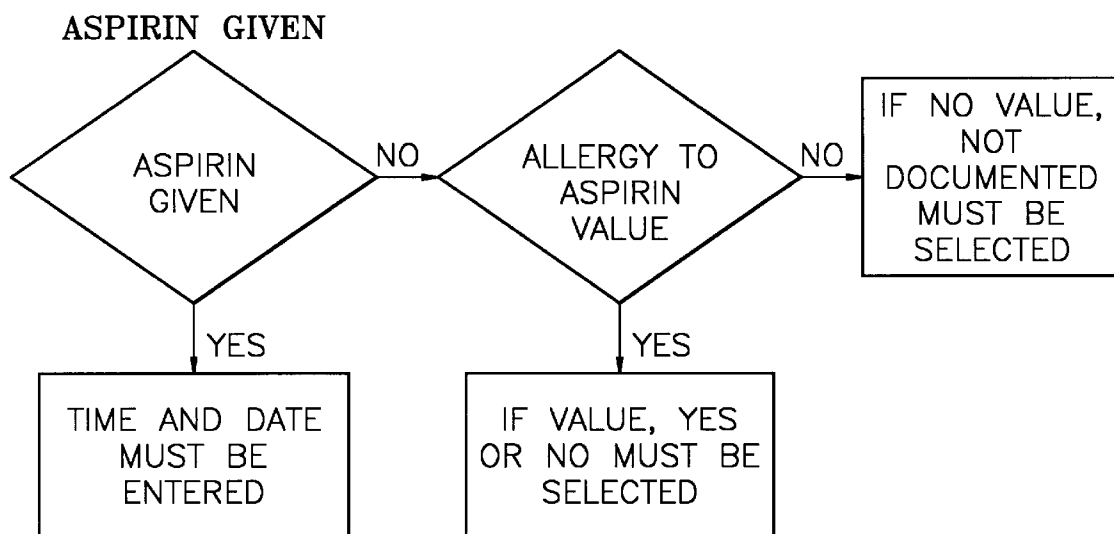 ASPIRIN GIVEN
ASPIRIN
GIVEN
NO
ALLERGY TO
ASPIRIN
VALUE
NO
IF NO VALUE,
NOT
DOCUMENTED
MUST BE
SELECTED
YES
YES
TIME AND DATE
MUST BE
ENTERED
IF VALUE, YES
OR NO MUST BE
SELECTED